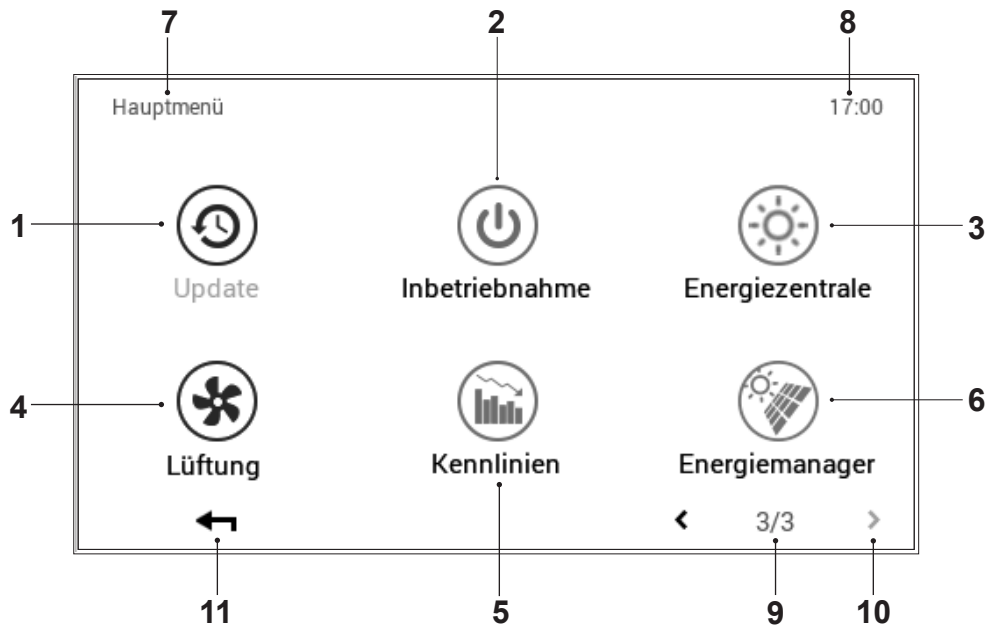 7 2 8
Hauptmenü 17:00
1 3
Update Inbetriebnahme Energiezentrale
4 6
Lüftung Kennlinien Energiemanager
3/3
11 5 9 10